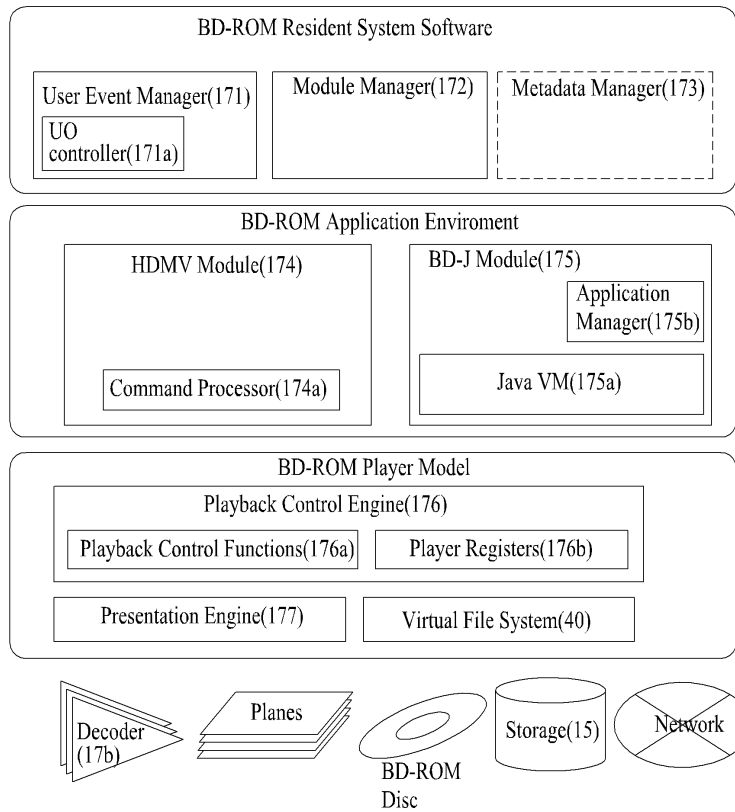 BD-ROM Resident System Software
User Event Manager(171)
UO
controller(171a)
Module Manager(172)
Metadata Manager(173)
BD-ROM Application Enviroment
HDMV Module(174)
Command Processor(174a)
BD-J Module(175)
Application
Manager(175b)
Java VM(175a)
BD-ROM Player Model
Playback Control Engine(176)
Playback Control Functions(176a)
Player Registers(176b)
Presentation Engine(177)
Virtual File System(40)
Decoder
(17b)
Planes
BD-ROM
Disc
Storage(15)
Network